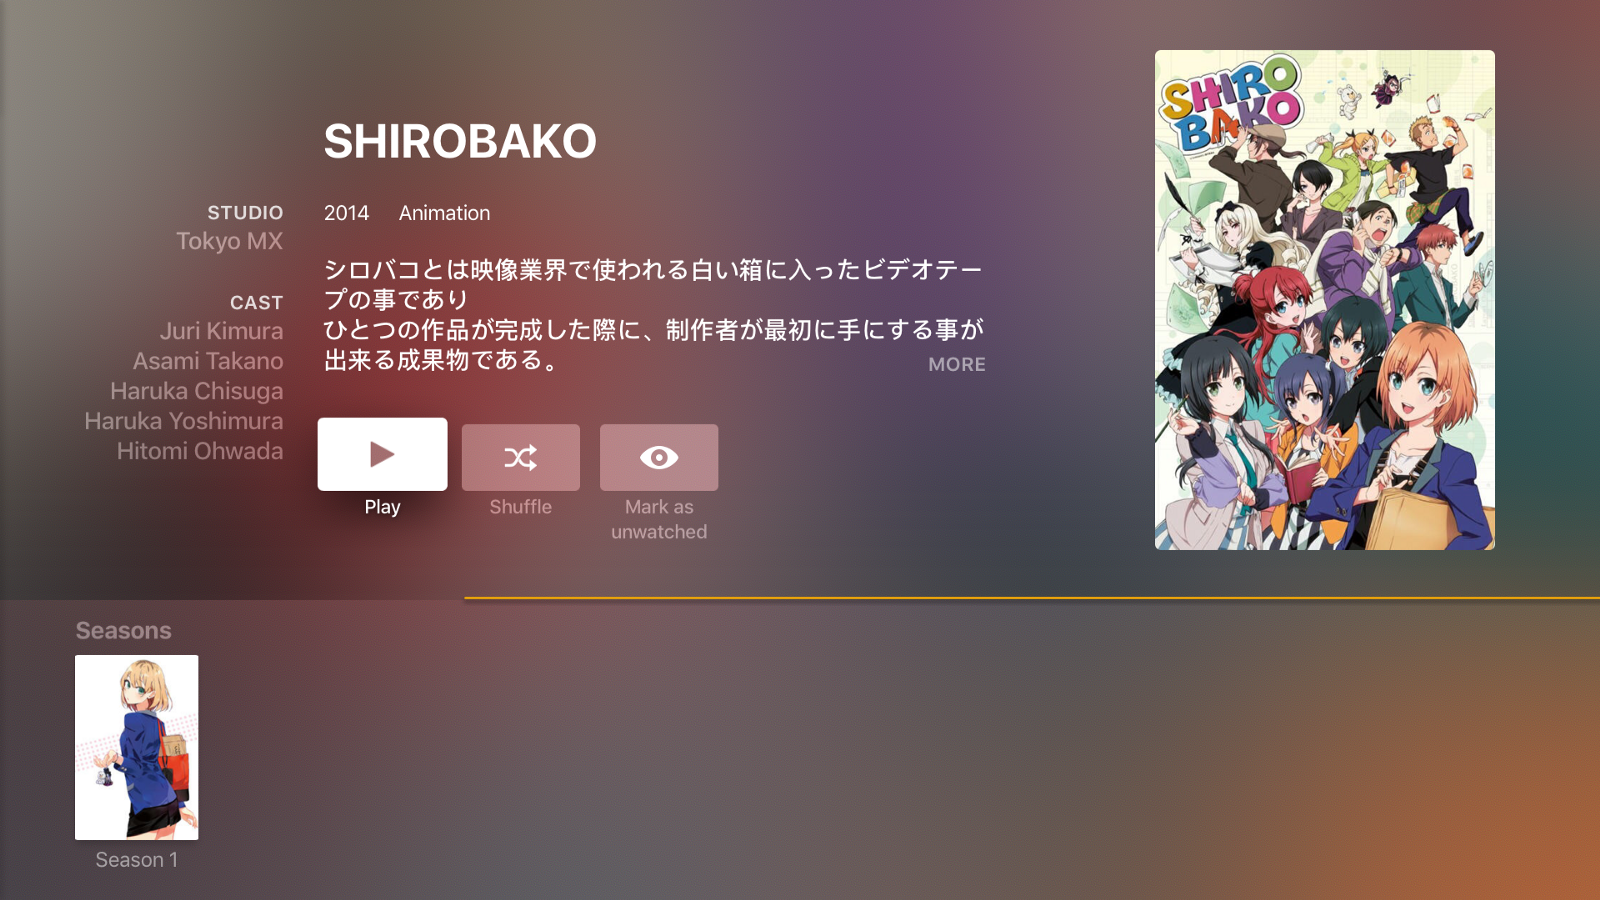 SHIROBAKO
STUDIO
Tokyo MX
CAST
Juri Kimura
Asami Takano
Haruka Chisuga
Haruka Yoshimura
Hitomi Ohwada
2014 Animation
シロバコとは映像業界で使われる白い箱に入ったビデオテー
プの事であり
ひとつの作品が完成した際に、制作者が最初に手にする事が
出来る成果物である。
MORE
Play
Shuffle
Mark as
unwatched
SHIRO
BAKO
Seasons
Season 1